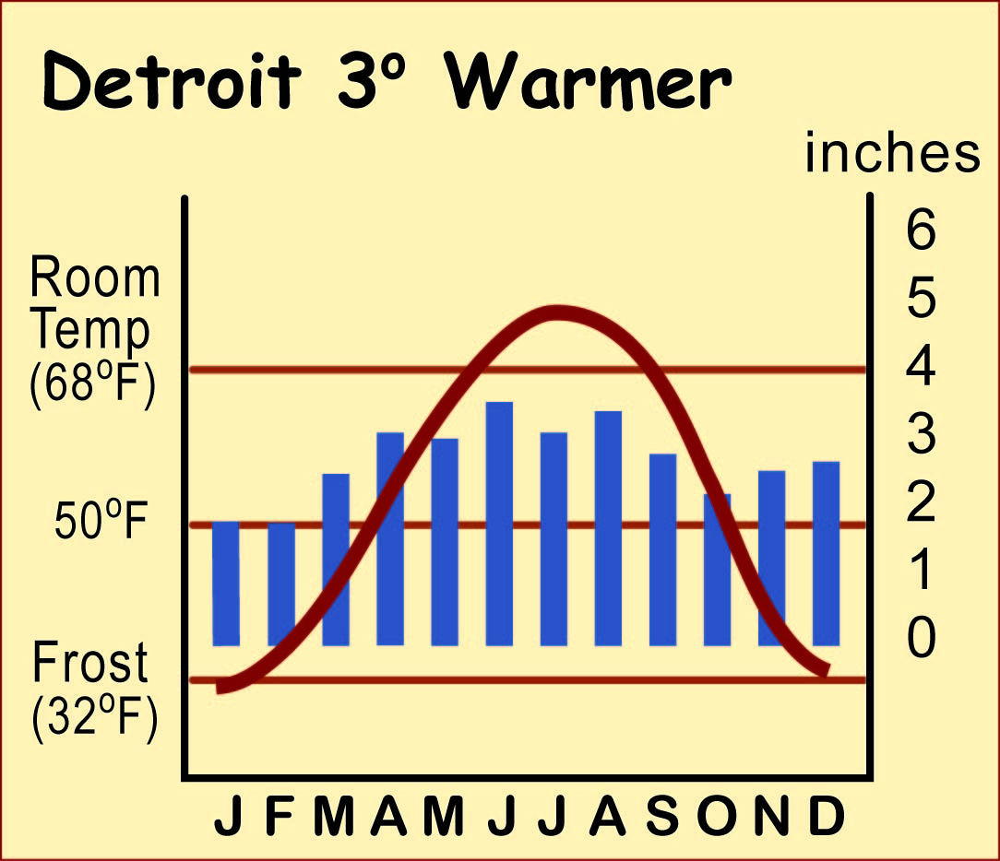 Detroit 3º Warmer
inches
6
5
4
3
2
1
0
Room
Temp
(68ºF)
50ºF
Frost
(32ºF)
J F M A M J J A S O N D